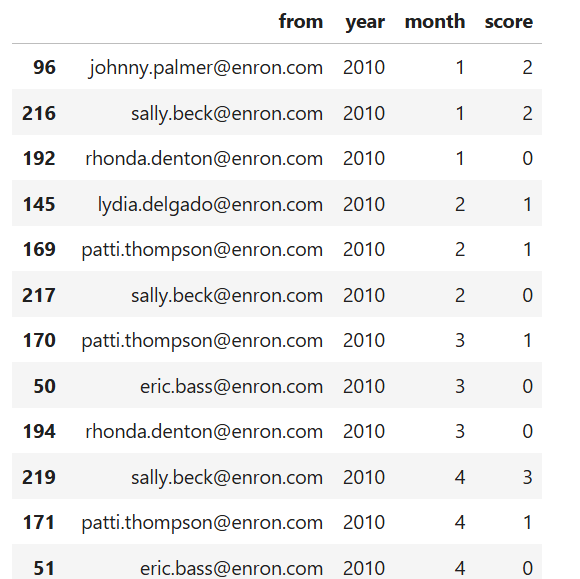 from year month score
96 johnny.palmer@enron.com 2010 1 2
216 sally.beck@enron.com 2010 1 2
192 rhonda.denton@enron.com 2010 1 0
145 lydia.delgado@enron.com 2010 2 1
169 patti.thompson@enron.com 2010 2 1
217 sally.beck@enron.com 2010 2 0
170 patti.thompson@enron.com 2010 3 1
50 eric.bass@enron.com 2010 3 0
194 rhonda.denton@enron.com 2010 3 0
219 sally.beck@enron.com 2010 4 3
171 patti.thompson@enron.com 2010 4 1
51 eric.bass@enron.com 2010 4 0